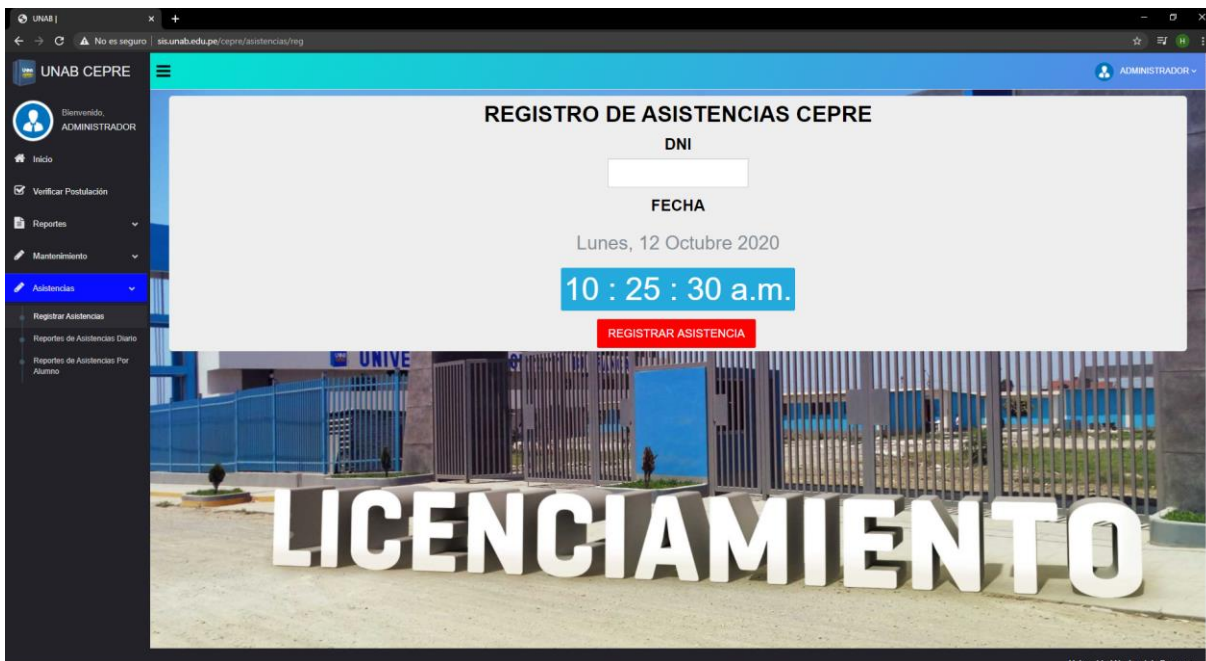 UNAB |
No es seguro | sis.unab.edu.pe/cepre/asistencias/reg
UNAB CEPRE
ADMINISTRADOR
Bienvenido,
ADMINISTRADOR
Inicio
Verificar Postulación
Reportes
Mantenimiento
Asistencias
Registrar Asistencias
Reportes de Asistencias Diario
Reportes de Asistencias Por
Alumno
REGISTRO DE ASISTENCIAS CEPRE
DNI
FECHA
Lunes, 12 Octubre 2020
10 : 25 : 30 a.m.
REGISTRAR ASISTENCIA
LICENCIAMIENTO